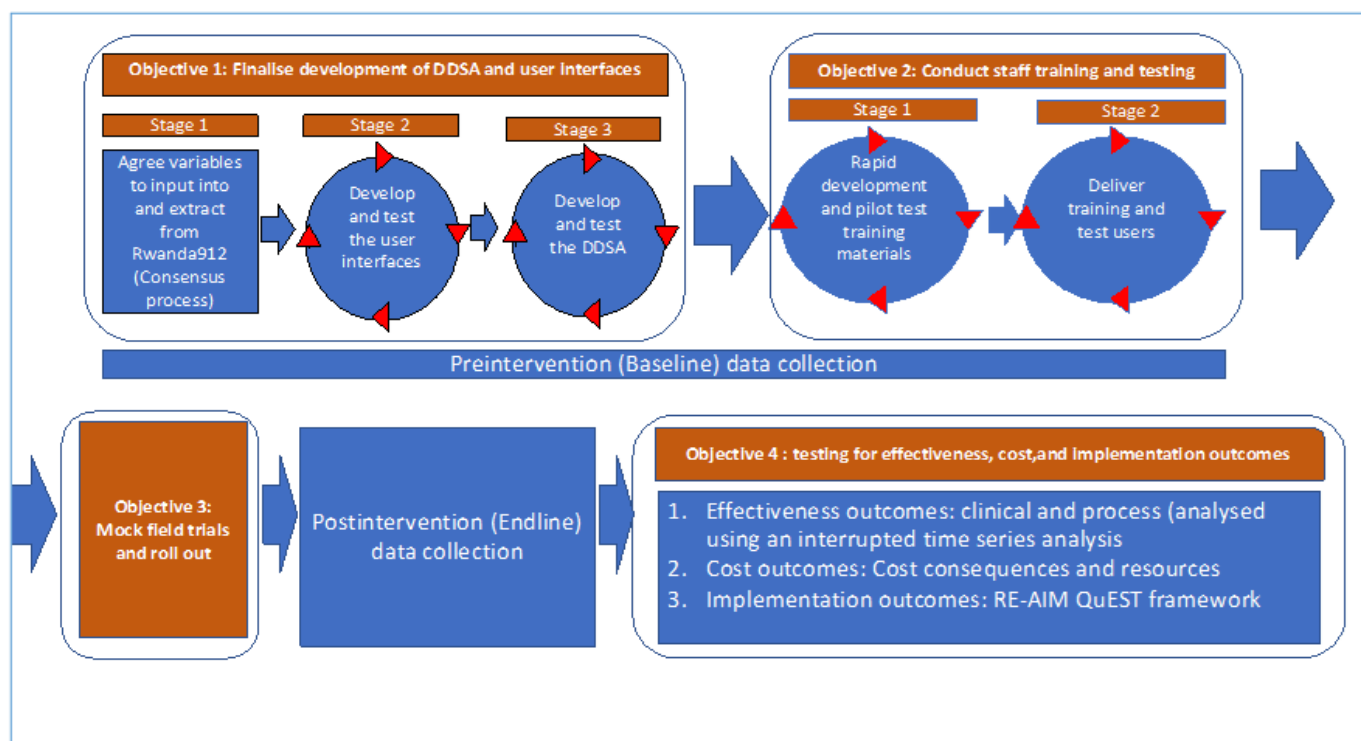 Objective 1: Finalise development of DDSA and user interfaces
Stage 1
Agree variables
to input into
and extract
from
Rwanda912
(Consensus
process)
Stage 2
Develop
and test
the user
interfaces
Stage 3
Develop
and test
the DDSA
Objective 2: Conduct staff training and testing
Stage 1
Rapid
development
and pilot test
training
materials
Stage 2
Deliver
training and
test users
Preintervention (Baseline) data collection
Objective 3:
Mock field trials
and roll out
Postintervention (Endline)
data collection
Objective 4 : testing for effectiveness, cost,and implementation outcomes
1. Effectiveness outcomes: clinical and process (analysed
using an interrupted time series analysis
2. Cost outcomes: Cost consequences and resources
3. Implementation outcomes: RE-AIM QuEST framework